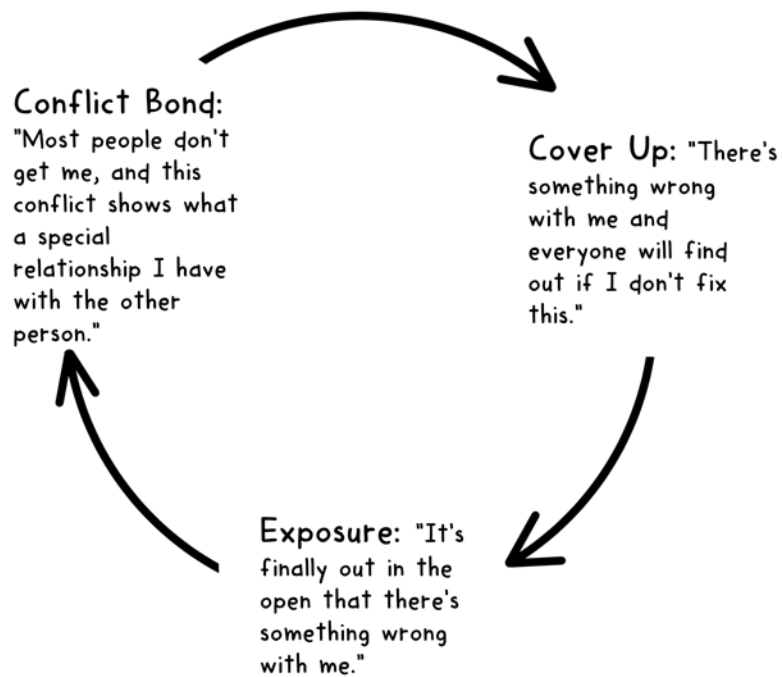 Conflict Bond:
"Most people don't
get me, and this
conflict shows what
a special
relationship I have
with the other
person."
Cover Up: "There's
something wrong
with me and
everyone will find
out if I don't fix
this."
Exposure: "It's
finally out in the
open that there's
something wrong
with me."